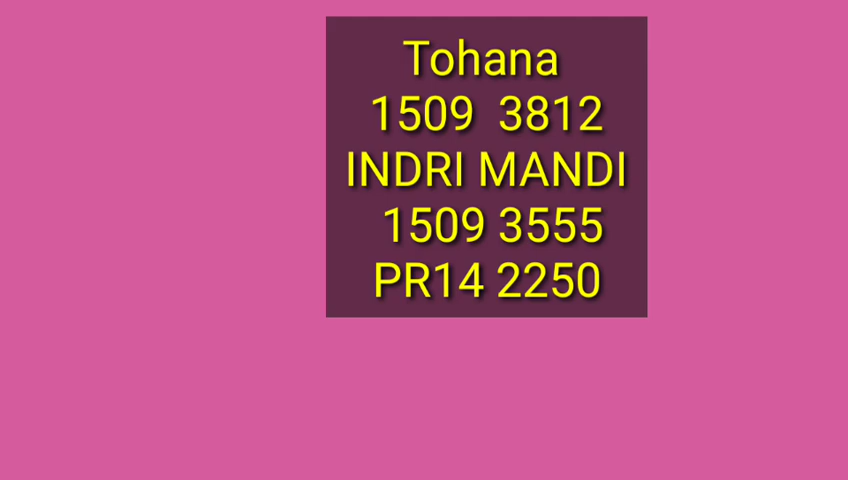 Tohana
1509 3812
INDRI MANDI
1509 3555
PR14 2250